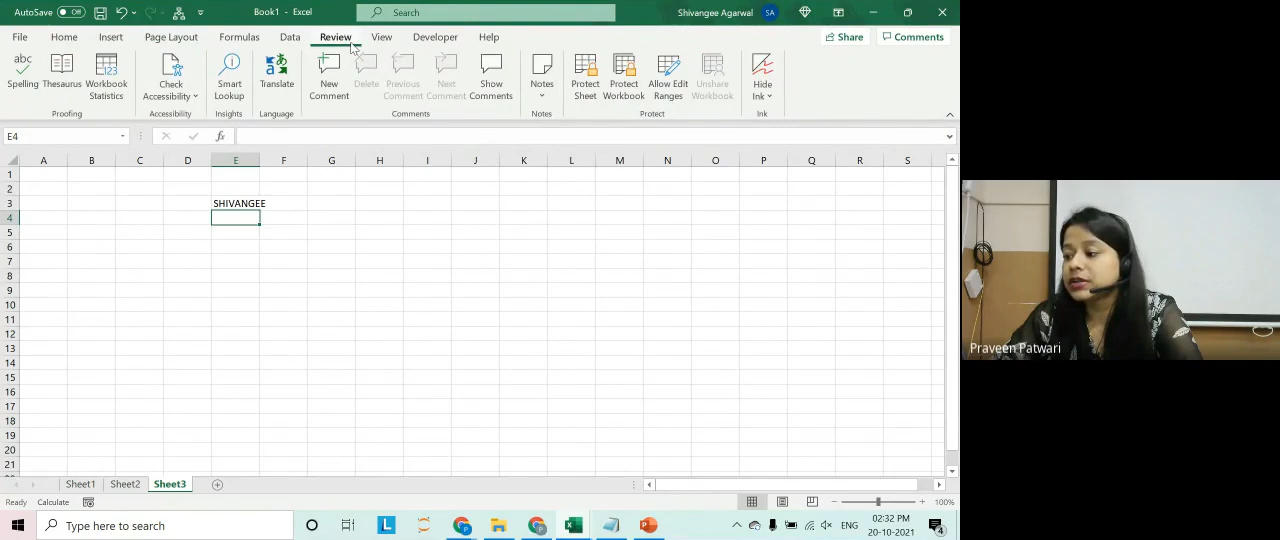 AutoSave Off Book1 - Excel Search Shivangee Agarwal SA
File Home Insert Page Layout Formulas Data Review View Developer Help Share Comments
abc
Spelling Thesaurus Workbook Statistics Check Accessibility Smart Lookup Translate New Comment Delete Previous Comment Next Comment Show Comments Notes Protect Sheet Protect Workbook Allow Edit Ranges Unshare Workbook Hide Ink
Proofing Accessibility Insights Language Comments Notes Protect Ink
E4 fx
A B C D E F G H I J K L M N O P Q R S
1
2
3 SHIVANGEE
4
5
6
7
8
9
10
11
12
13
14
15
16
17
18
19
20
21
Praveen Patwari
Sheet1 Sheet2 Sheet3
Ready Calculate 100%
Type here to search L ENG 02:32 PM
20-10-2021 4